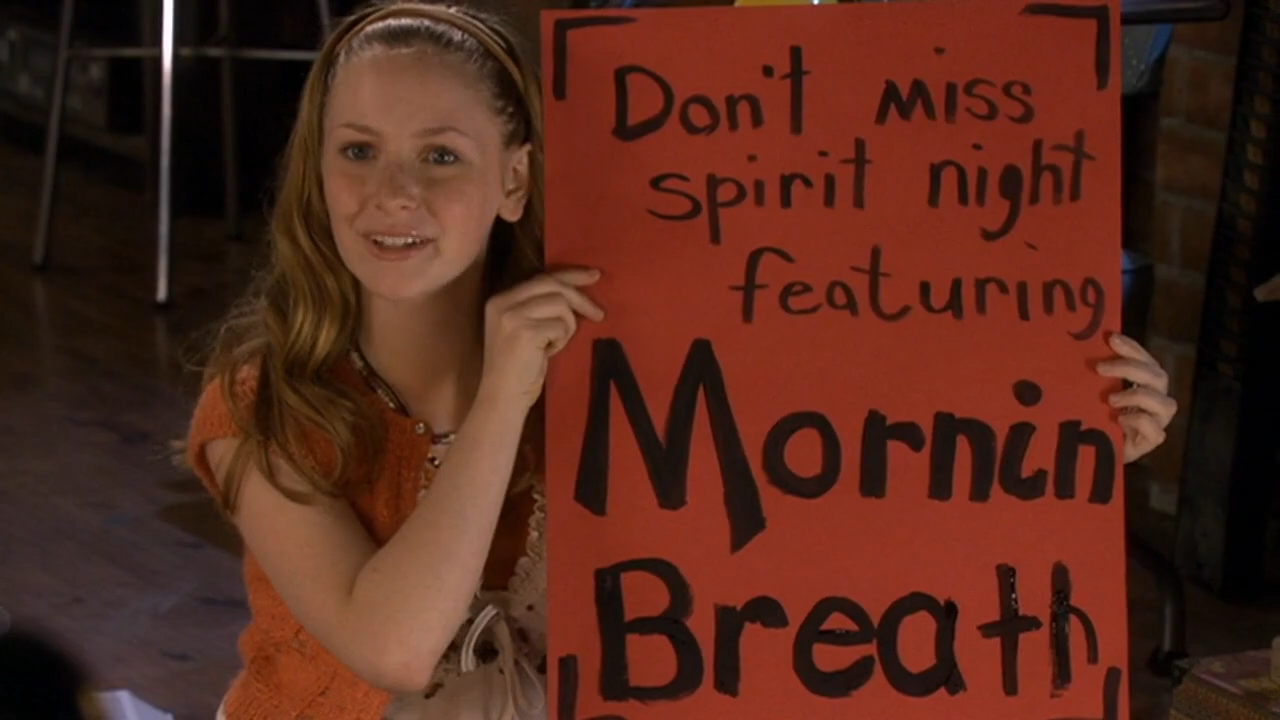 Don't miss
spirit night
featuring
Mornin
Breath